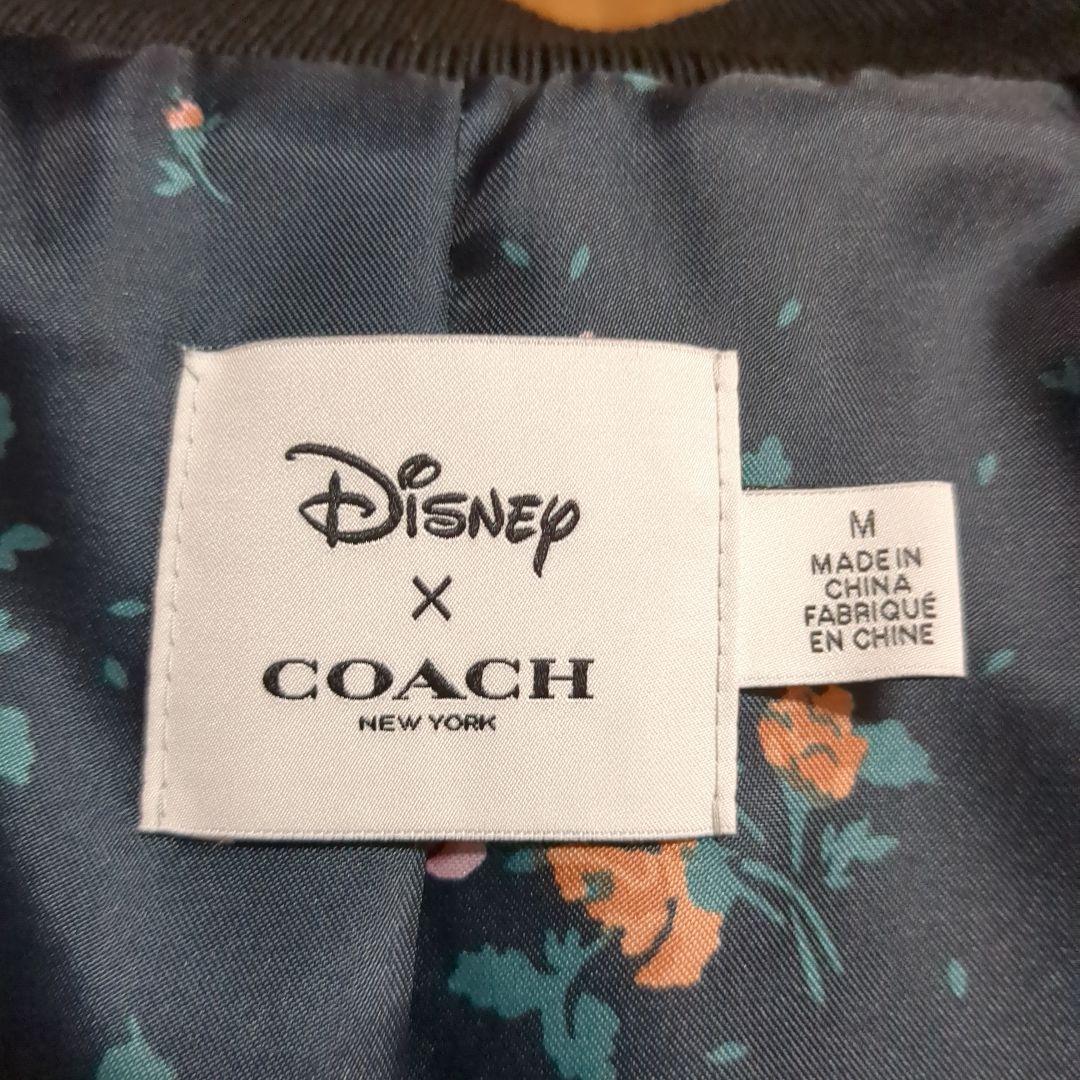 Disney
×
COACH
NEW YORK
M
MADE IN
CHINA
FABRIQUÉ
EN CHINE